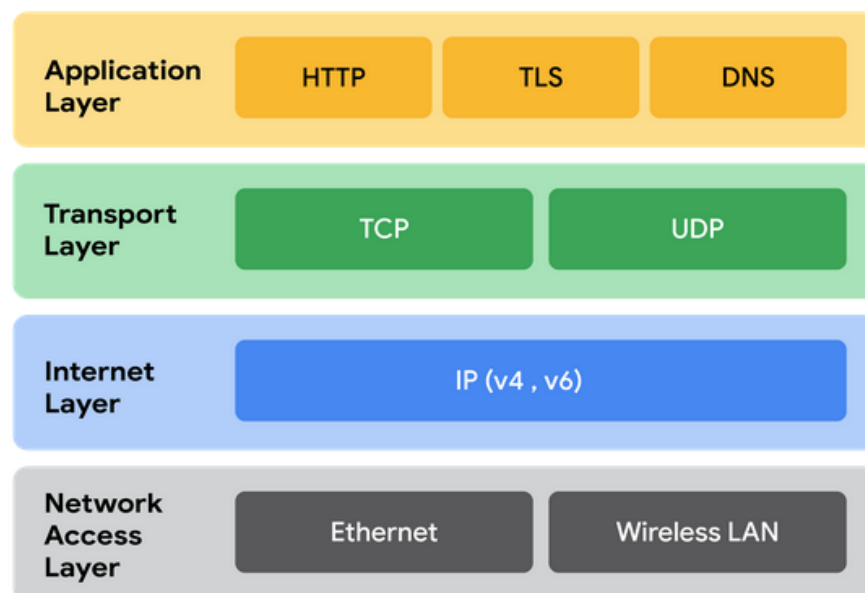 Application
Layer
HTTP
TLS
DNS
Transport
Layer
TCP
UDP
Internet
Layer
IP (v4 , v6)
Network
Access
Layer
Ethernet
Wireless LAN